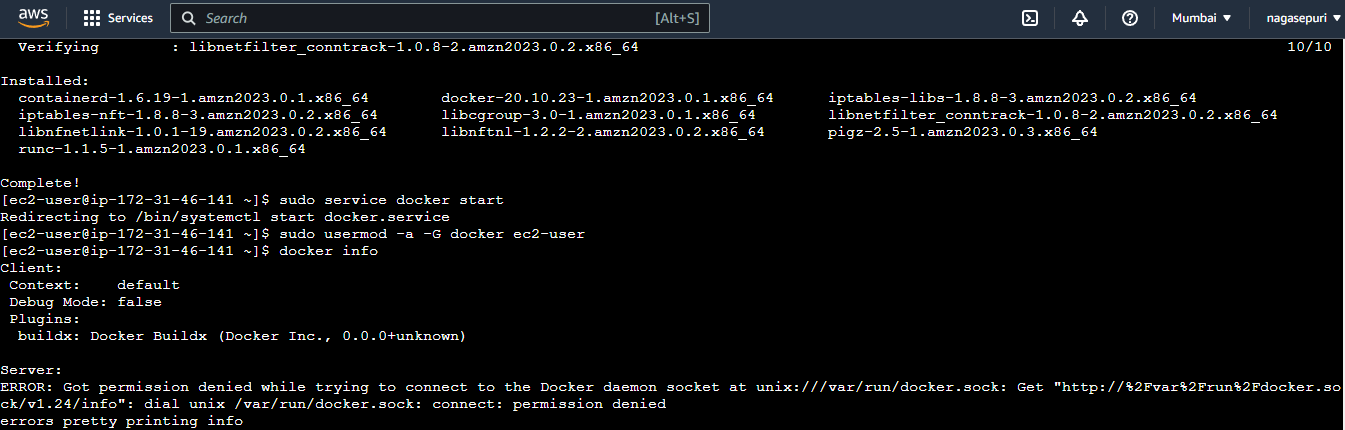 aws
Services
Search
[Alt+S]
Mumbai
nagasepuri
Verifying : libnetfilter_conntrack-1.0.8-2.amzn2023.0.2.x86_64 10/10
Installed:
containerd-1.6.19-1.amzn2023.0.1.x86_64 docker-20.10.23-1.amzn2023.0.1.x86_64 iptables-libs-1.8.8-3.amzn2023.0.2.x86_64
iptables-nft-1.8.8-3.amzn2023.0.2.x86_64 libcgroup-3.0-1.amzn2023.0.1.x86_64 libnetfilter_conntrack-1.0.8-2.amzn2023.0.2.x86_64
libnfnetlink-1.0.1-19.amzn2023.0.2.x86_64 libnftnl-1.2.2-2.amzn2023.0.2.x86_64 pigz-2.5-1.amzn2023.0.3.x86_64
runc-1.1.5-1.amzn2023.0.1.x86_64
Complete!
[ec2-user@ip-172-31-46-141 ~]$ sudo service docker start
Redirecting to /bin/systemctl start docker.service
[ec2-user@ip-172-31-46-141 ~]$ sudo usermod -a -G docker ec2-user
[ec2-user@ip-172-31-46-141 ~]$ docker info
Client:
Context: default
Debug Mode: false
Plugins:
buildx: Docker Buildx (Docker Inc., 0.0.0+unknown)
Server:
ERROR: Got permission denied while trying to connect to the Docker daemon socket at unix:///var/run/docker.sock: Get "http://%2Fvar%2Frun%2Fdocker.so
ck/v1.24/info": dial unix /var/run/docker.sock: connect: permission denied
errors pretty printing info